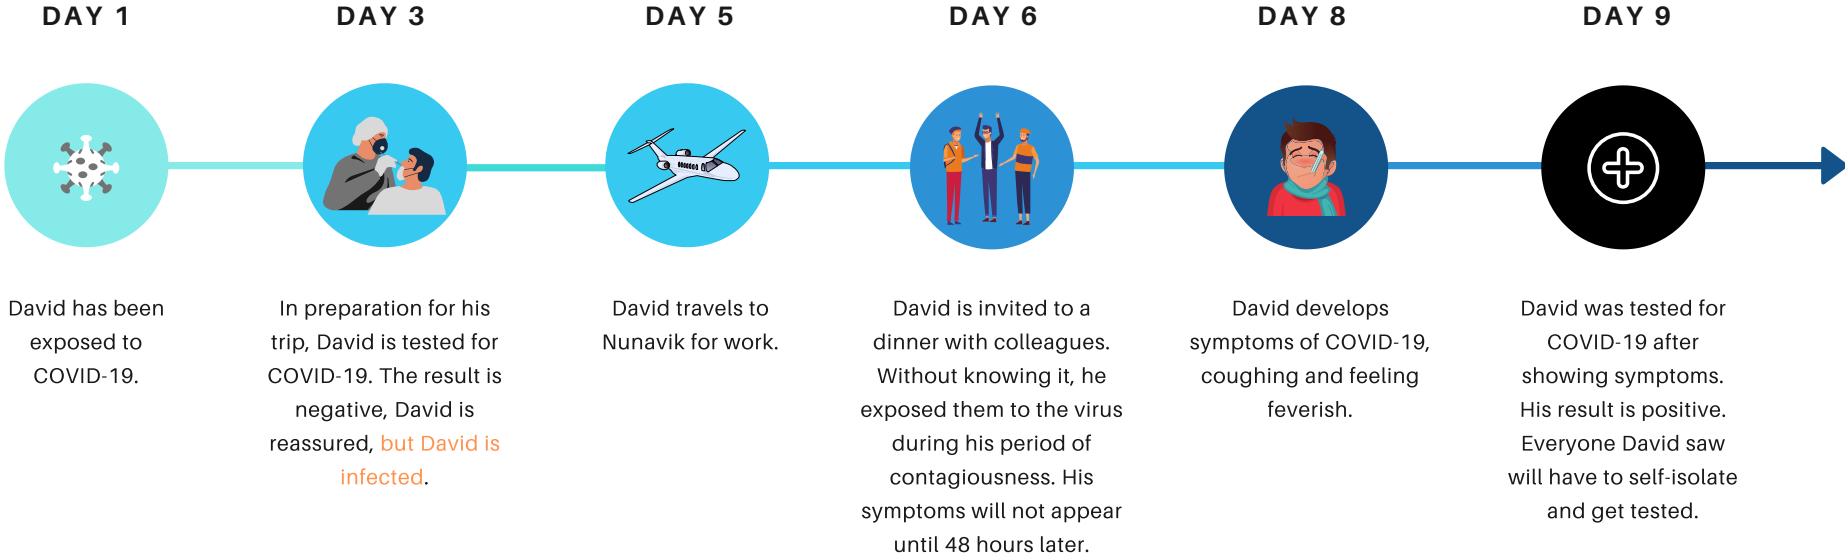 DAY 1
David has been
exposed to
COVID-19.
DAY 3
In preparation for his
trip, David is tested for
COVID-19. The result is
negative, David is
reassured, but David is
infected.
DAY 5
David travels to
Nunavik for work.
DAY 6
David is invited to a
dinner with colleagues.
Without knowing it, he
exposed them to the virus
during his period of
contagiousness. His
symptoms will not appear
until 48 hours later.
DAY 8
David develops
symptoms of COVID-19,
coughing and feeling
feverish.
DAY 9
David was tested for
COVID-19 after
showing symptoms.
His result is positive.
Everyone David saw
will have to self-isolate
and get tested.